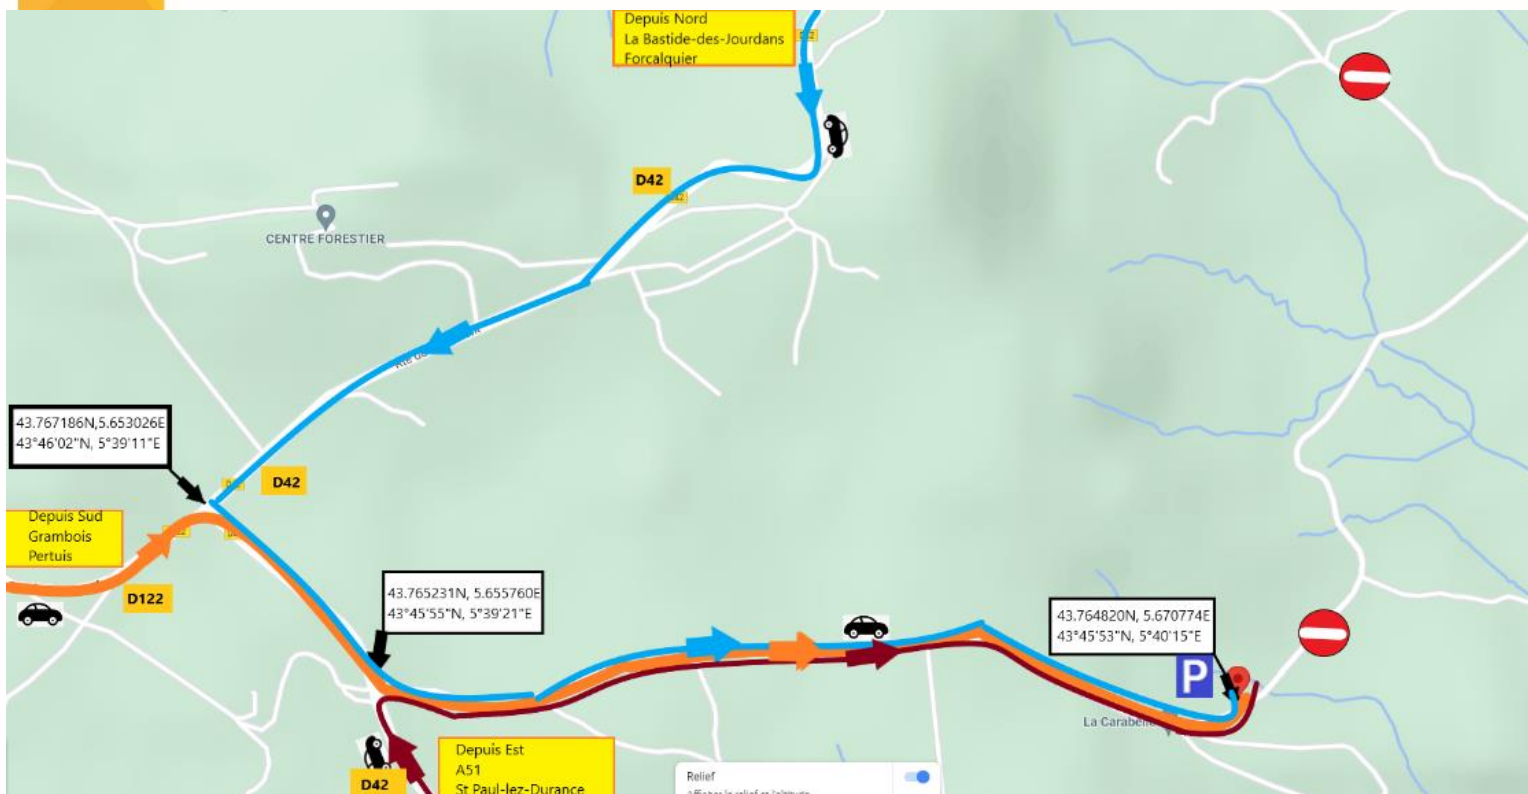 Depuis Nord
La Bastide-des-Jourdans
Forcalquier
D42
CENTRE FORESTIER
43.767186N,5.653026E
43°46'02"N, 5°39'11"E
D42
Depuis Sud
Grambois
Pertuis
D122
43.765231N, 5.655760E
43°45'55"N, 5°39'21"E
43.764820N, 5.670774E
43°45'53"N, 5°40'15"E
P
La Carabelle
Depuis Est
A51
St Paul-lez-Durance
D42
Relief